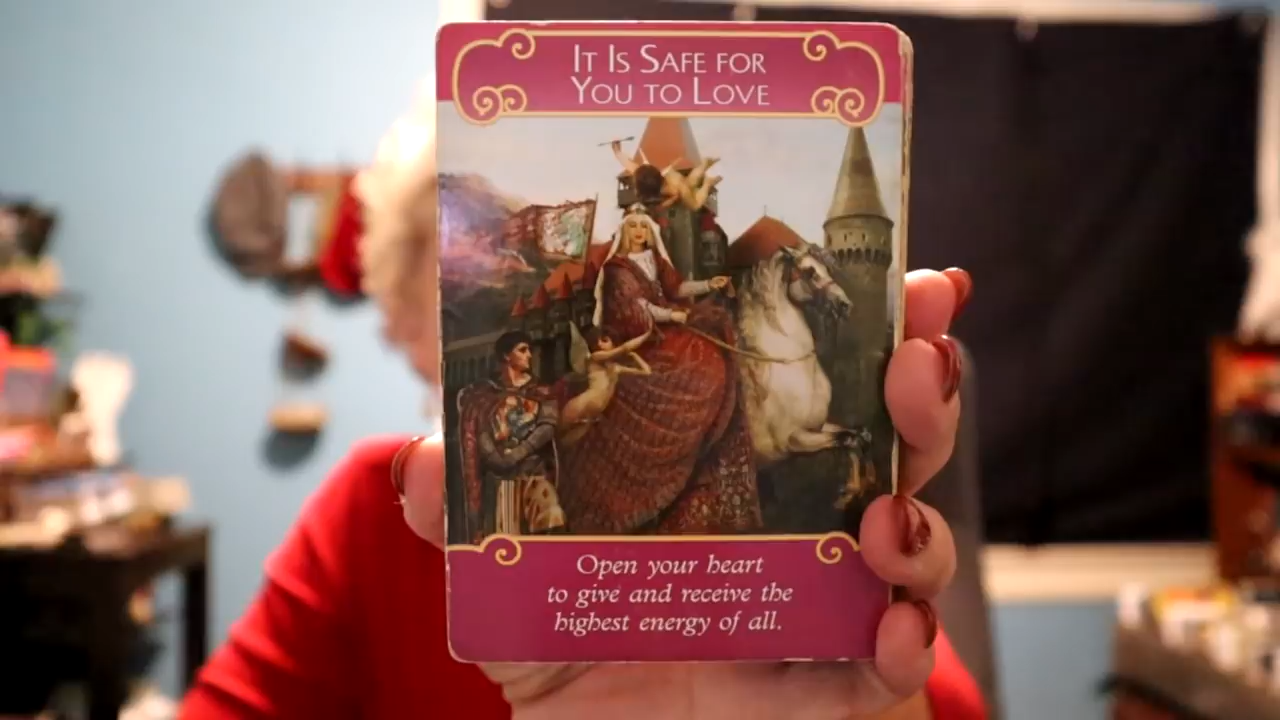 It Is Safe for
You to Love
Open your heart
to give and receive the
highest energy of all.